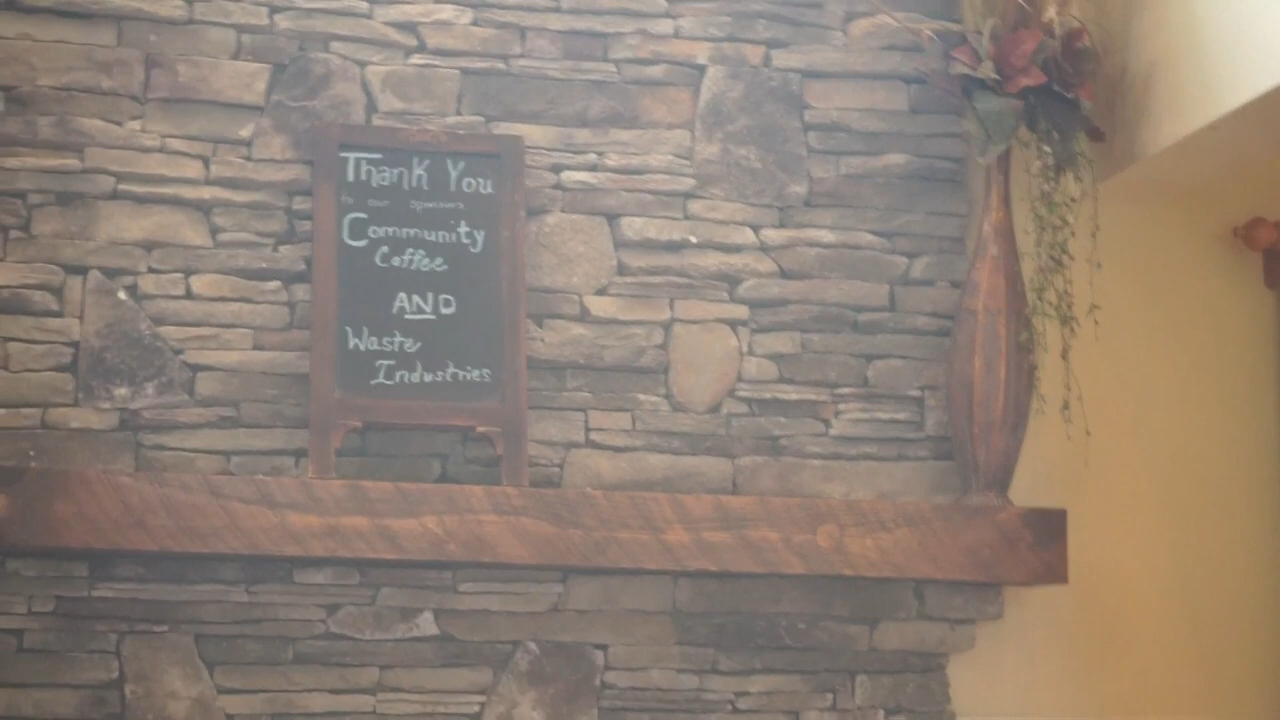 Thank You
to our sponsors
Community
Coffee
AND
Waste
Industries